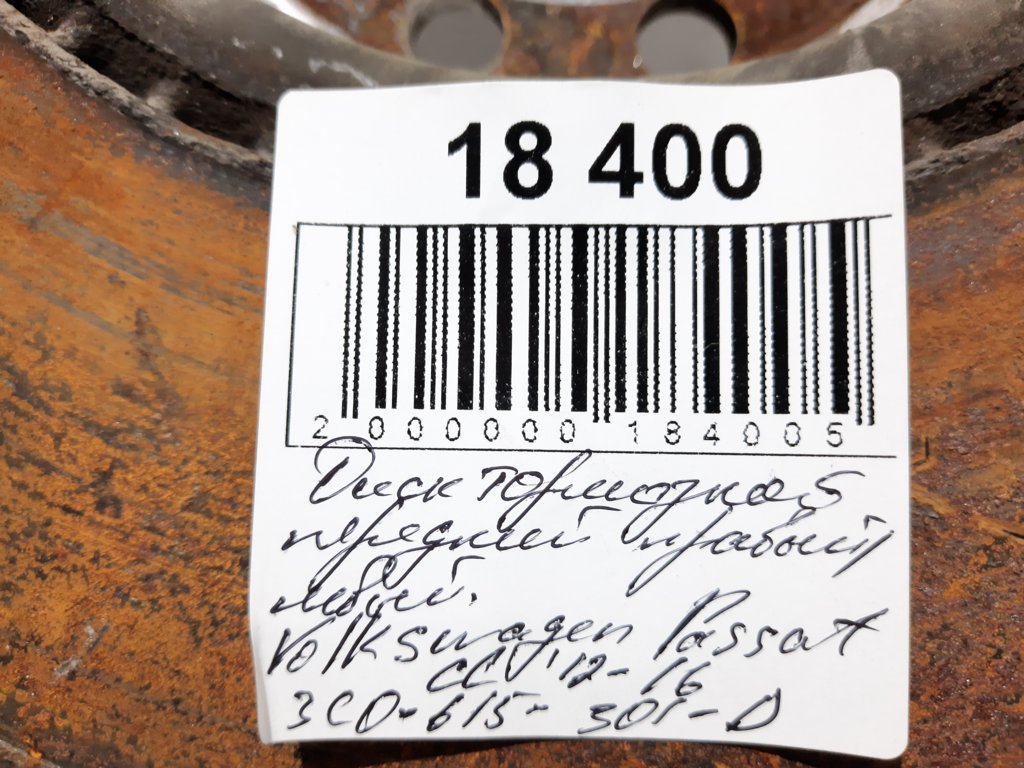 18 400
2 000000 184005
Диск тормозной
передний правый/
левый.
Volkswagen Passat
CC '12-16
3C0-615-301-D